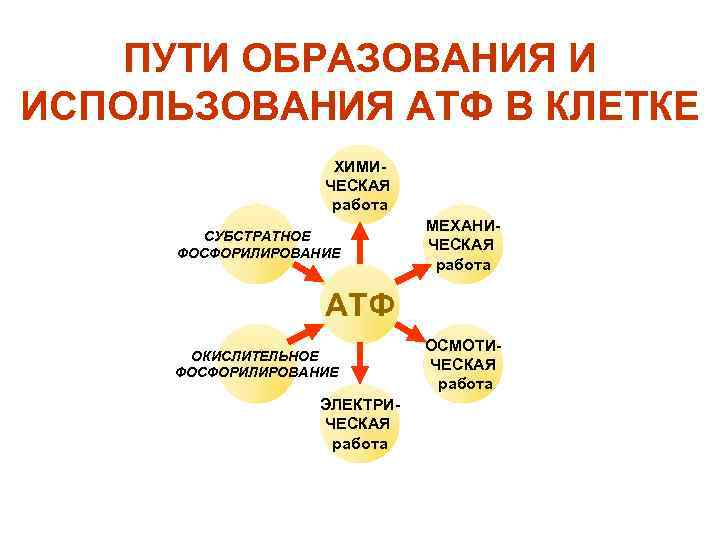 ПУТИ ОБРАЗОВАНИЯ И
ИСПОЛЬЗОВАНИЯ АТФ В КЛЕТКЕ
ХИМИ-
ЧЕСКАЯ
работа
СУБСТРАТНОЕ
ФОСФОРИЛИРОВАНИЕ
МЕХАНИ-
ЧЕСКАЯ
работа
АТФ
ОКИСЛИТЕЛЬНОЕ
ФОСФОРИЛИРОВАНИЕ
ОСМОТИ-
ЧЕСКАЯ
работа
ЭЛЕКТРИ-
ЧЕСКАЯ
работа